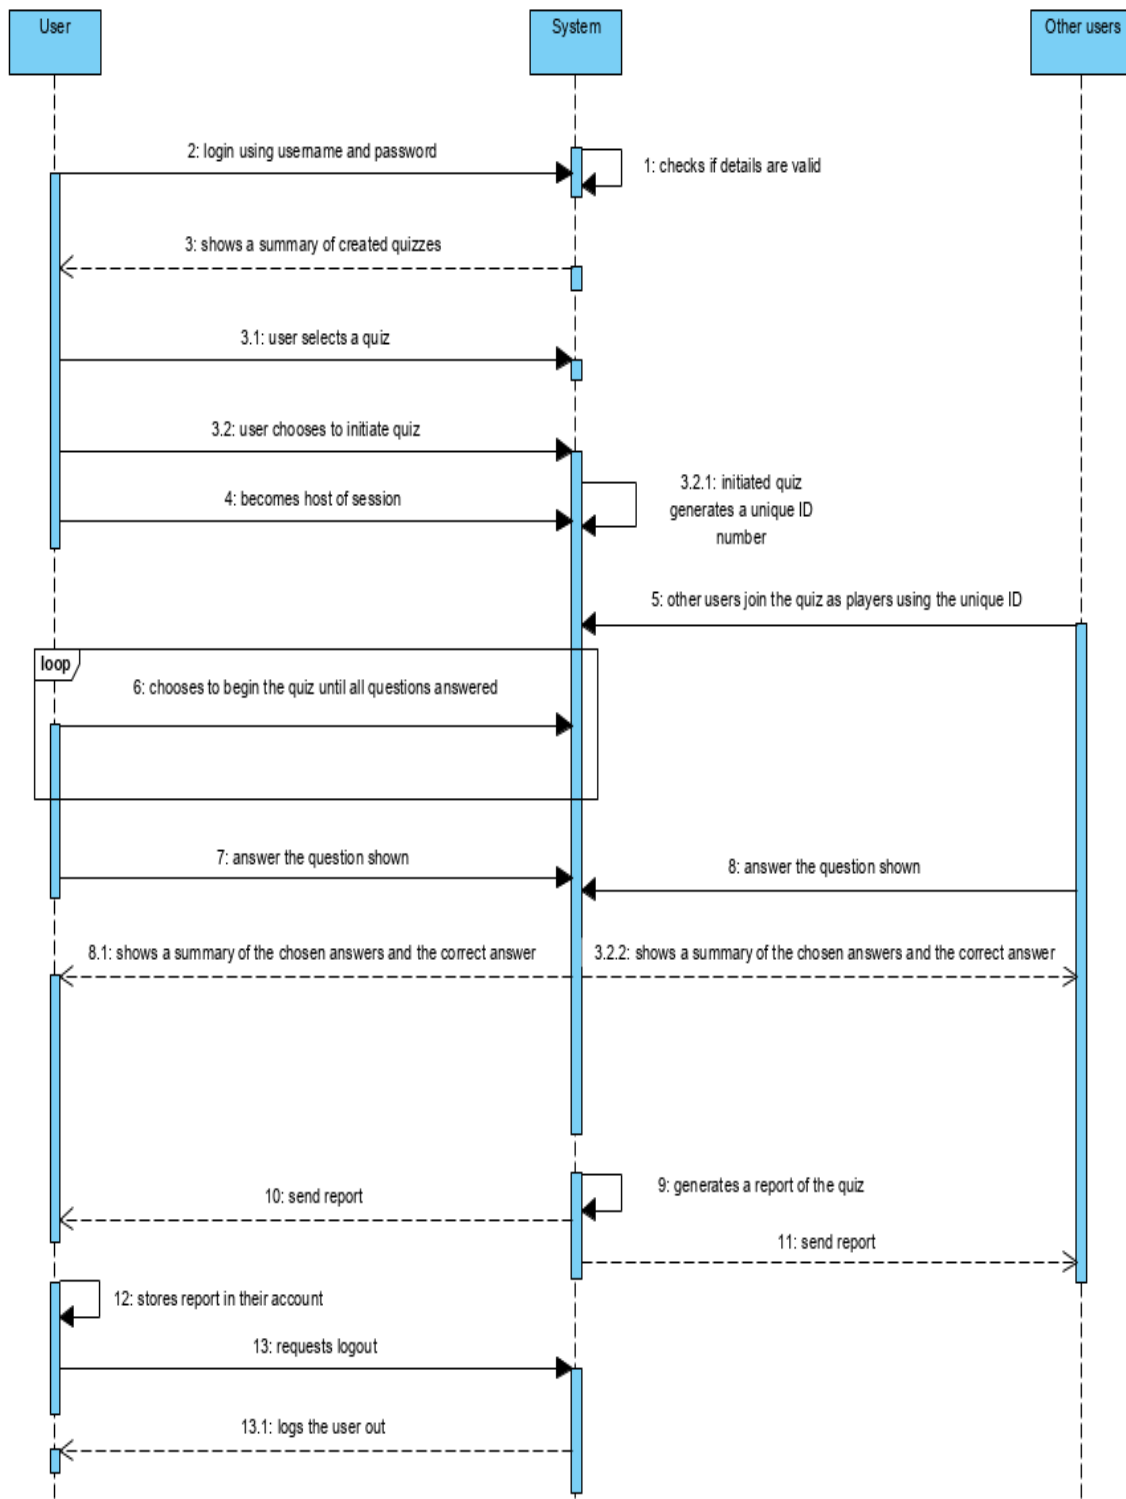 User
System
Other users
2: login using username and password
1: checks if details are valid
3: shows a summary of created quizzes
3.1: user selects a quiz
3.2: user chooses to initiate quiz
3.2.1: initiated quiz
generates a unique ID
number
4: becomes host of session
5: other users join the quiz as players using the unique ID
loop
6: chooses to begin the quiz until all questions answered
7: answer the question shown
8: answer the question shown
8.1: shows a summary of the chosen answers and the correct answer
3.2.2: shows a summary of the chosen answers and the correct answer
9: generates a report of the quiz
10: send report
11: send report
12: stores report in their account
13: requests logout
13.1: logs the user out